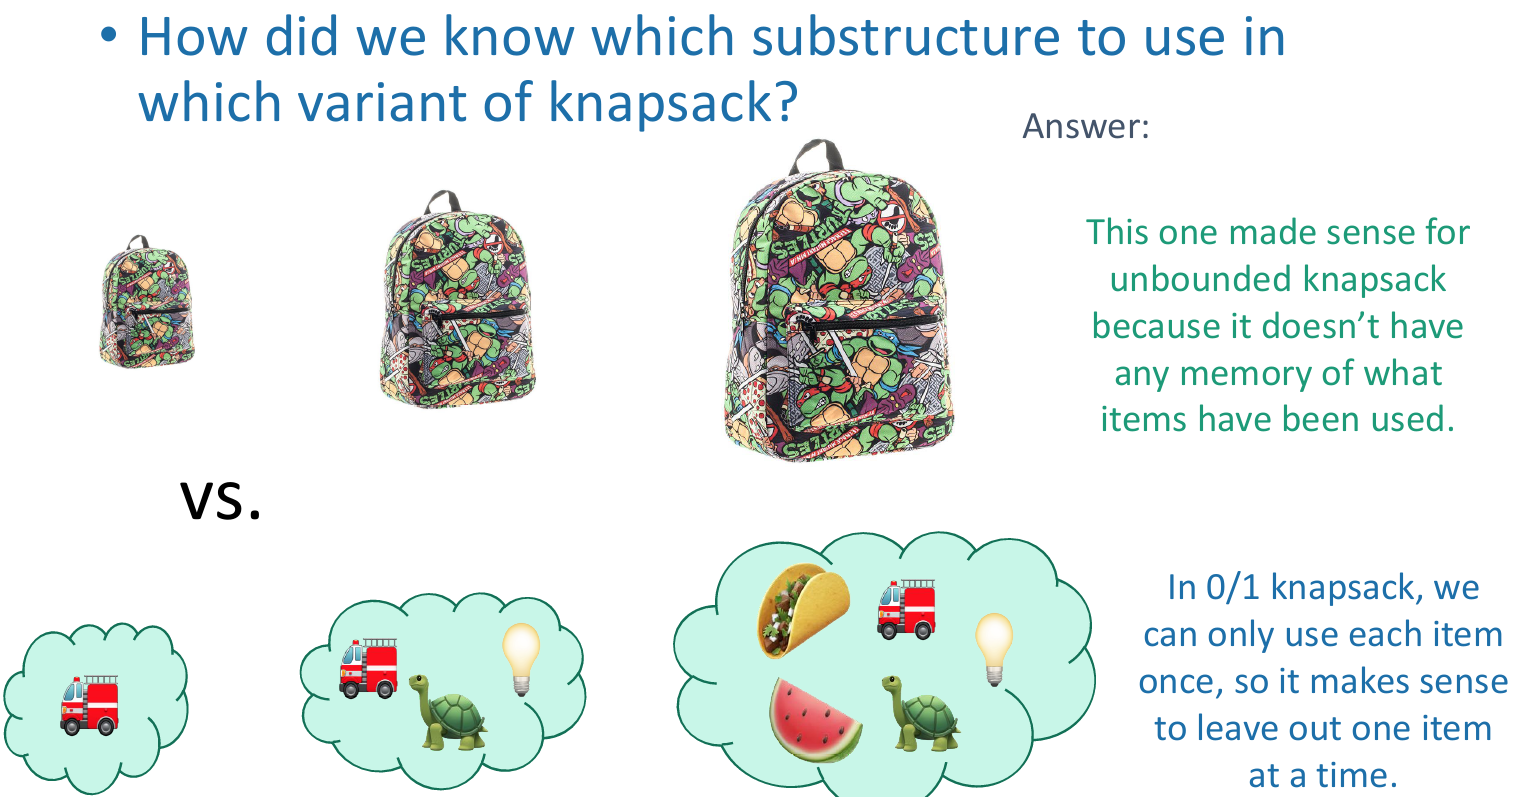 • How did we know which substructure to use in
which variant of knapsack?
Answer:
This one made sense for
unbounded knapsack
because it doesn’t have
any memory of what
items have been used.
vs.
In 0/1 knapsack, we
can only use each item
once, so it makes sense
to leave out one item
at a time.